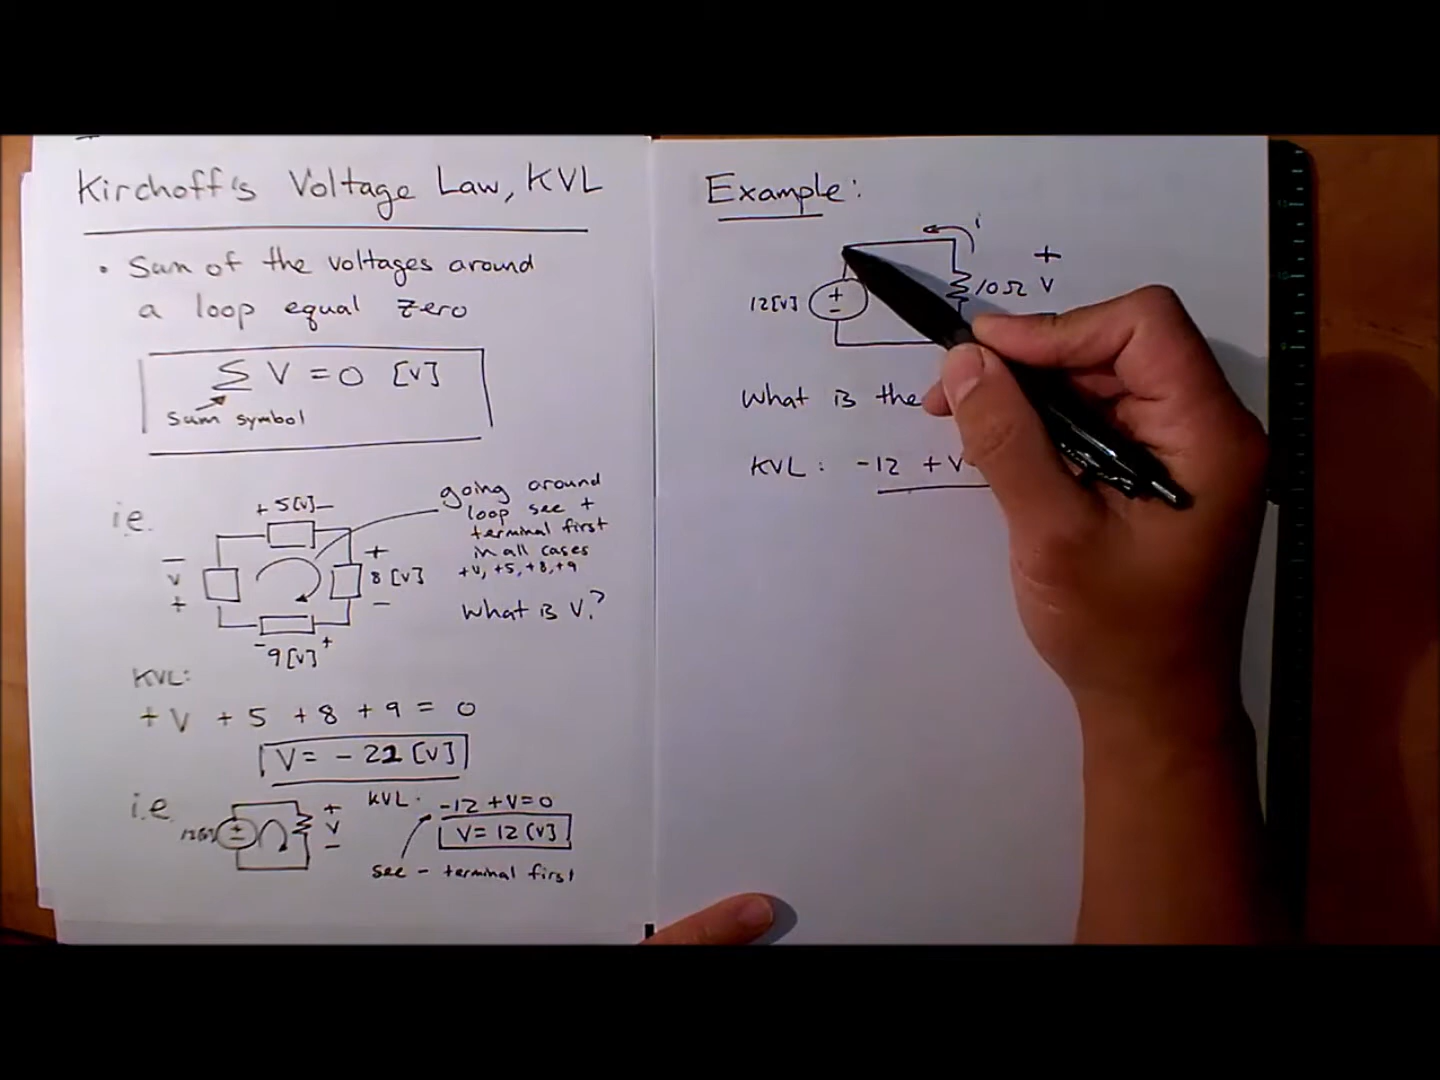 Kirchoff's Voltage Law, KVL
• Sum of the voltages around
a loop equal zero
Σ V = 0 [V]
Sum symbol
i.e.
+ 5[V] -
going around
loop see +
terminal first
in all cases
+V, +5, +8, +9
- V +
+ 8 [V] -
- 9[V] +
What is V?
KVL:
+ V + 5 + 8 + 9 = 0
V = - 22 [V]
i.e.
+ V -
KVL: -12 + V = 0
V = 12 [V]
see - terminal first
Example:
i
12[V]
+ -
10Ω
+ V
What is the
KVL: -12 + V